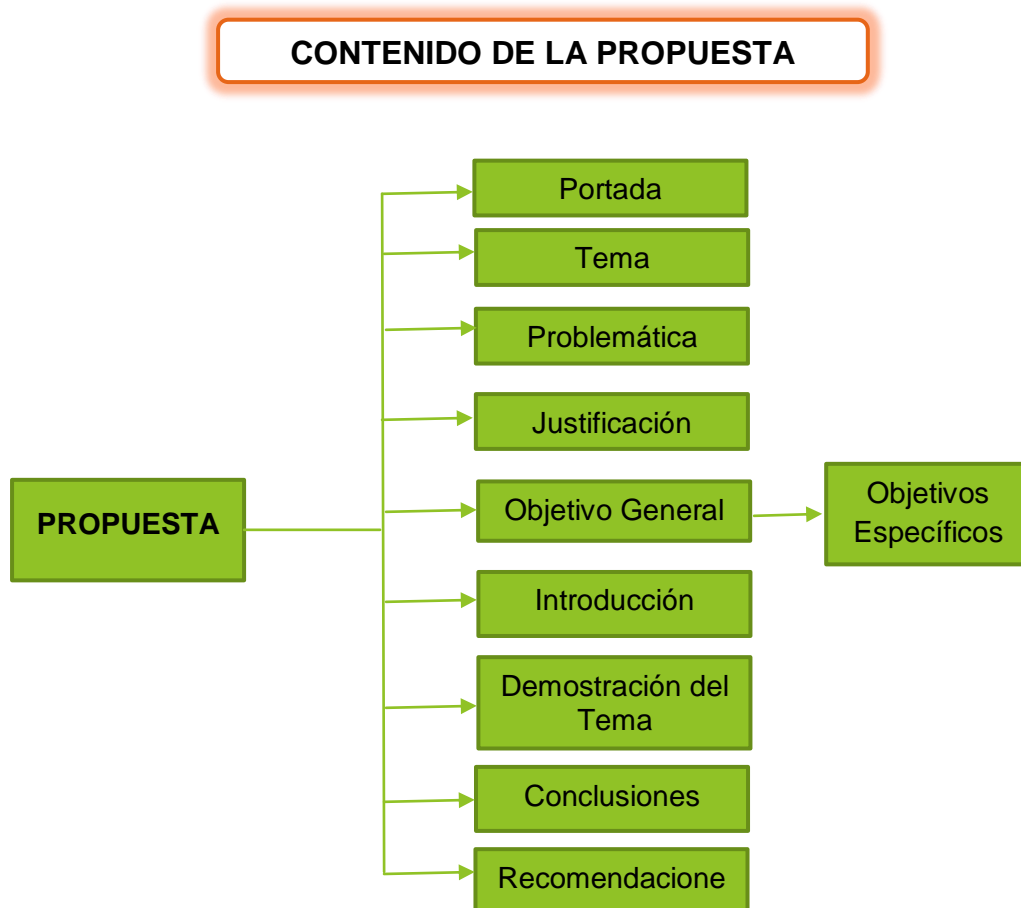 CONTENIDO DE LA PROPUESTA
Portada
Tema
Problemática
Justificación
PROPUESTA
Objetivo General
Objetivos
Específicos
Introducción
Demostración del
Tema
Conclusiones
Recomendacione